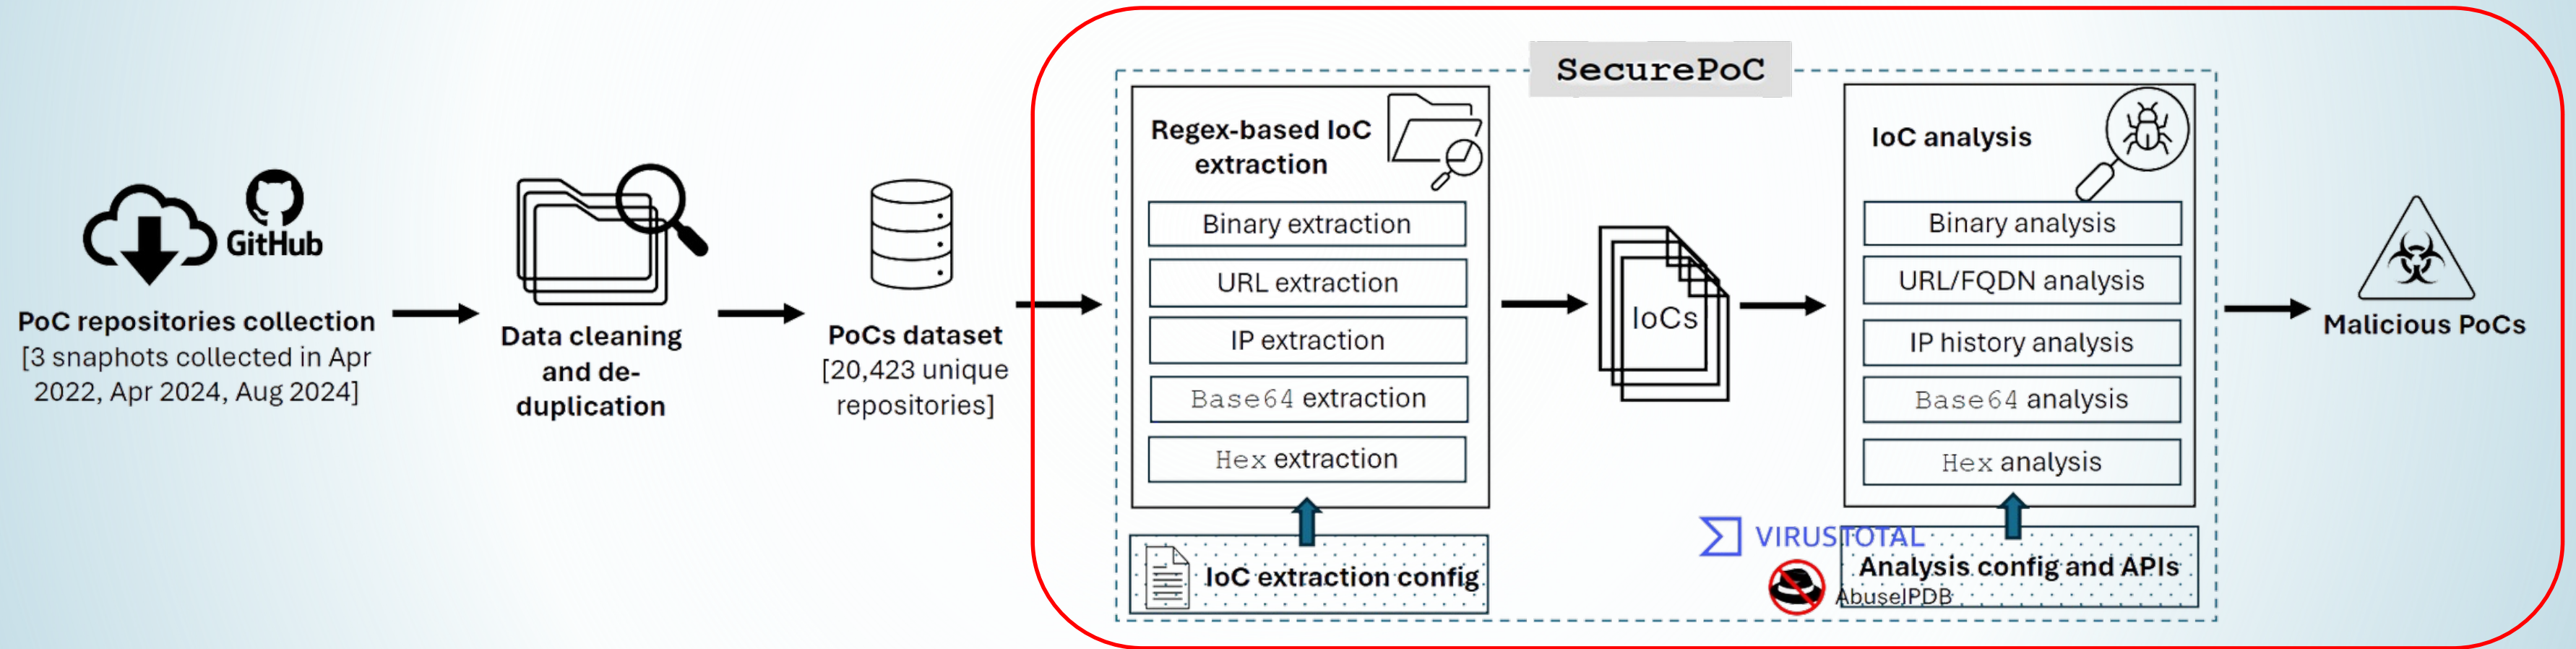 GitHub
PoC repositories collection
[3 snaphots collected in Apr
2022, Apr 2024, Aug 2024]
Data cleaning
and de-
duplication
PoCs dataset
[20,423 unique
repositories]
SecurePoC
Regex-based IoC
extraction
Binary extraction
URL extraction
IP extraction
Base64 extraction
Hex extraction
IoC extraction config
IoCs
IoC analysis
Binary analysis
URL/FQDN analysis
IP history analysis
Base64 analysis
Hex analysis
VIRUSTOTAL
Analysis config and APIs
AbuseIPDB
Malicious PoCs